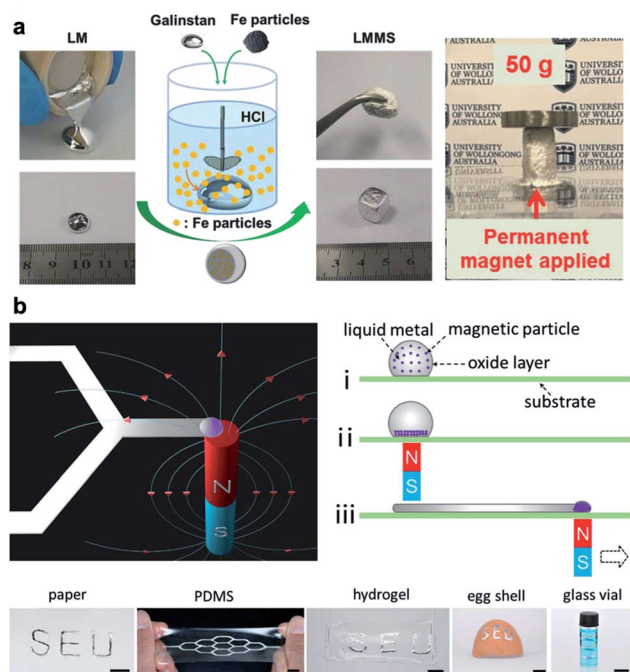 a
LM
Galinstan
Fe particles
HCl
: Fe particles
8 9 10 11 12
LMMS
3 4 5 6
UNIVERSITY
OF WOLLONGONG
AUSTRALIA
50 g
Permanent
magnet applied
b
N
S
liquid metal
magnetic particle
oxide layer
i
substrate
ii
N
S
iii
N
S
paper
PDMS
hydrogel
egg shell
glass vial
SEU
SEU
SEU